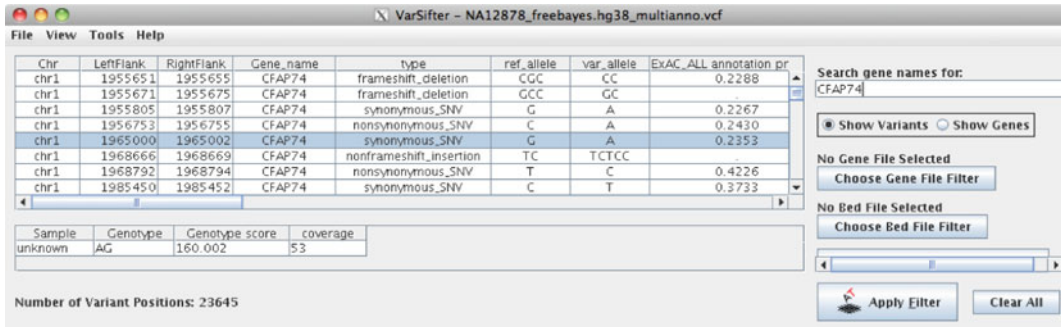 VarSifter – NA12878_freebayes.hg38_multianno.vcf
File View Tools Help
Chr LeftFlank RightFlank Gene_name type ref_allele var_allele ExAC_ALL annotation pr
chr1 1955651 1955655 CFAP74 frameshift_deletion CGC CC 0.2288
chr1 1955671 1955675 CFAP74 frameshift_deletion GCC GC .
chr1 1955805 1955807 CFAP74 synonymous_SNV G A 0.2267
chr1 1956753 1956755 CFAP74 nonsynonymous_SNV C A 0.2430
chr1 1965000 1965002 CFAP74 synonymous_SNV G A 0.2353
chr1 1968666 1968669 CFAP74 nonframeshift_insertion TC TCTCC .
chr1 1968792 1968794 CFAP74 nonsynonymous_SNV T C 0.4226
chr1 1985450 1985452 CFAP74 synonymous_SNV C T 0.3733
Sample Genotype Genotype score coverage
unknown AG 160.002 53
Number of Variant Positions: 23645
Search gene names for:
CFAP74
Show Variants Show Genes
No Gene File Selected
Choose Gene File Filter
No Bed File Selected
Choose Bed File Filter
Apply Filter Clear All